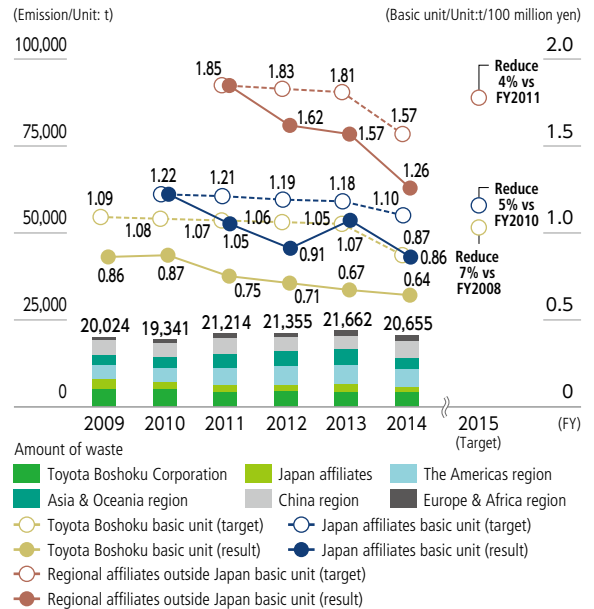 (Emission/Unit: t) (Basic unit/Unit:t/100 million yen)
100,000 2.0
1.85 1.83 1.81 Reduce
4% vs
FY2011
1.57
75,000 1.5
1.62 1.57
1.26
1.22 1.21 1.19 1.18 1.10 Reduce
5% vs
FY2010
1.09 1.08 1.07 1.06 1.05 0.87
50,000 1.0
1.05 0.91 1.07 0.86
Reduce
7% vs
FY2008
0.86 0.87 0.75 0.71 0.67 0.64
25,000 0.5
20,024 19,341 21,214 21,355 21,662 20,655
0 0
2009 2010 2011 2012 2013 2014 2015 (FY)
(Target)
Amount of waste
Toyota Boshoku Corporation Japan affiliates The Americas region
Asia & Oceania region China region Europe & Africa region
Toyota Boshoku basic unit (target) Japan affiliates basic unit (target)
Toyota Boshoku basic unit (result) Japan affiliates basic unit (result)
Regional affiliates outside Japan basic unit (target)
Regional affiliates outside Japan basic unit (result)